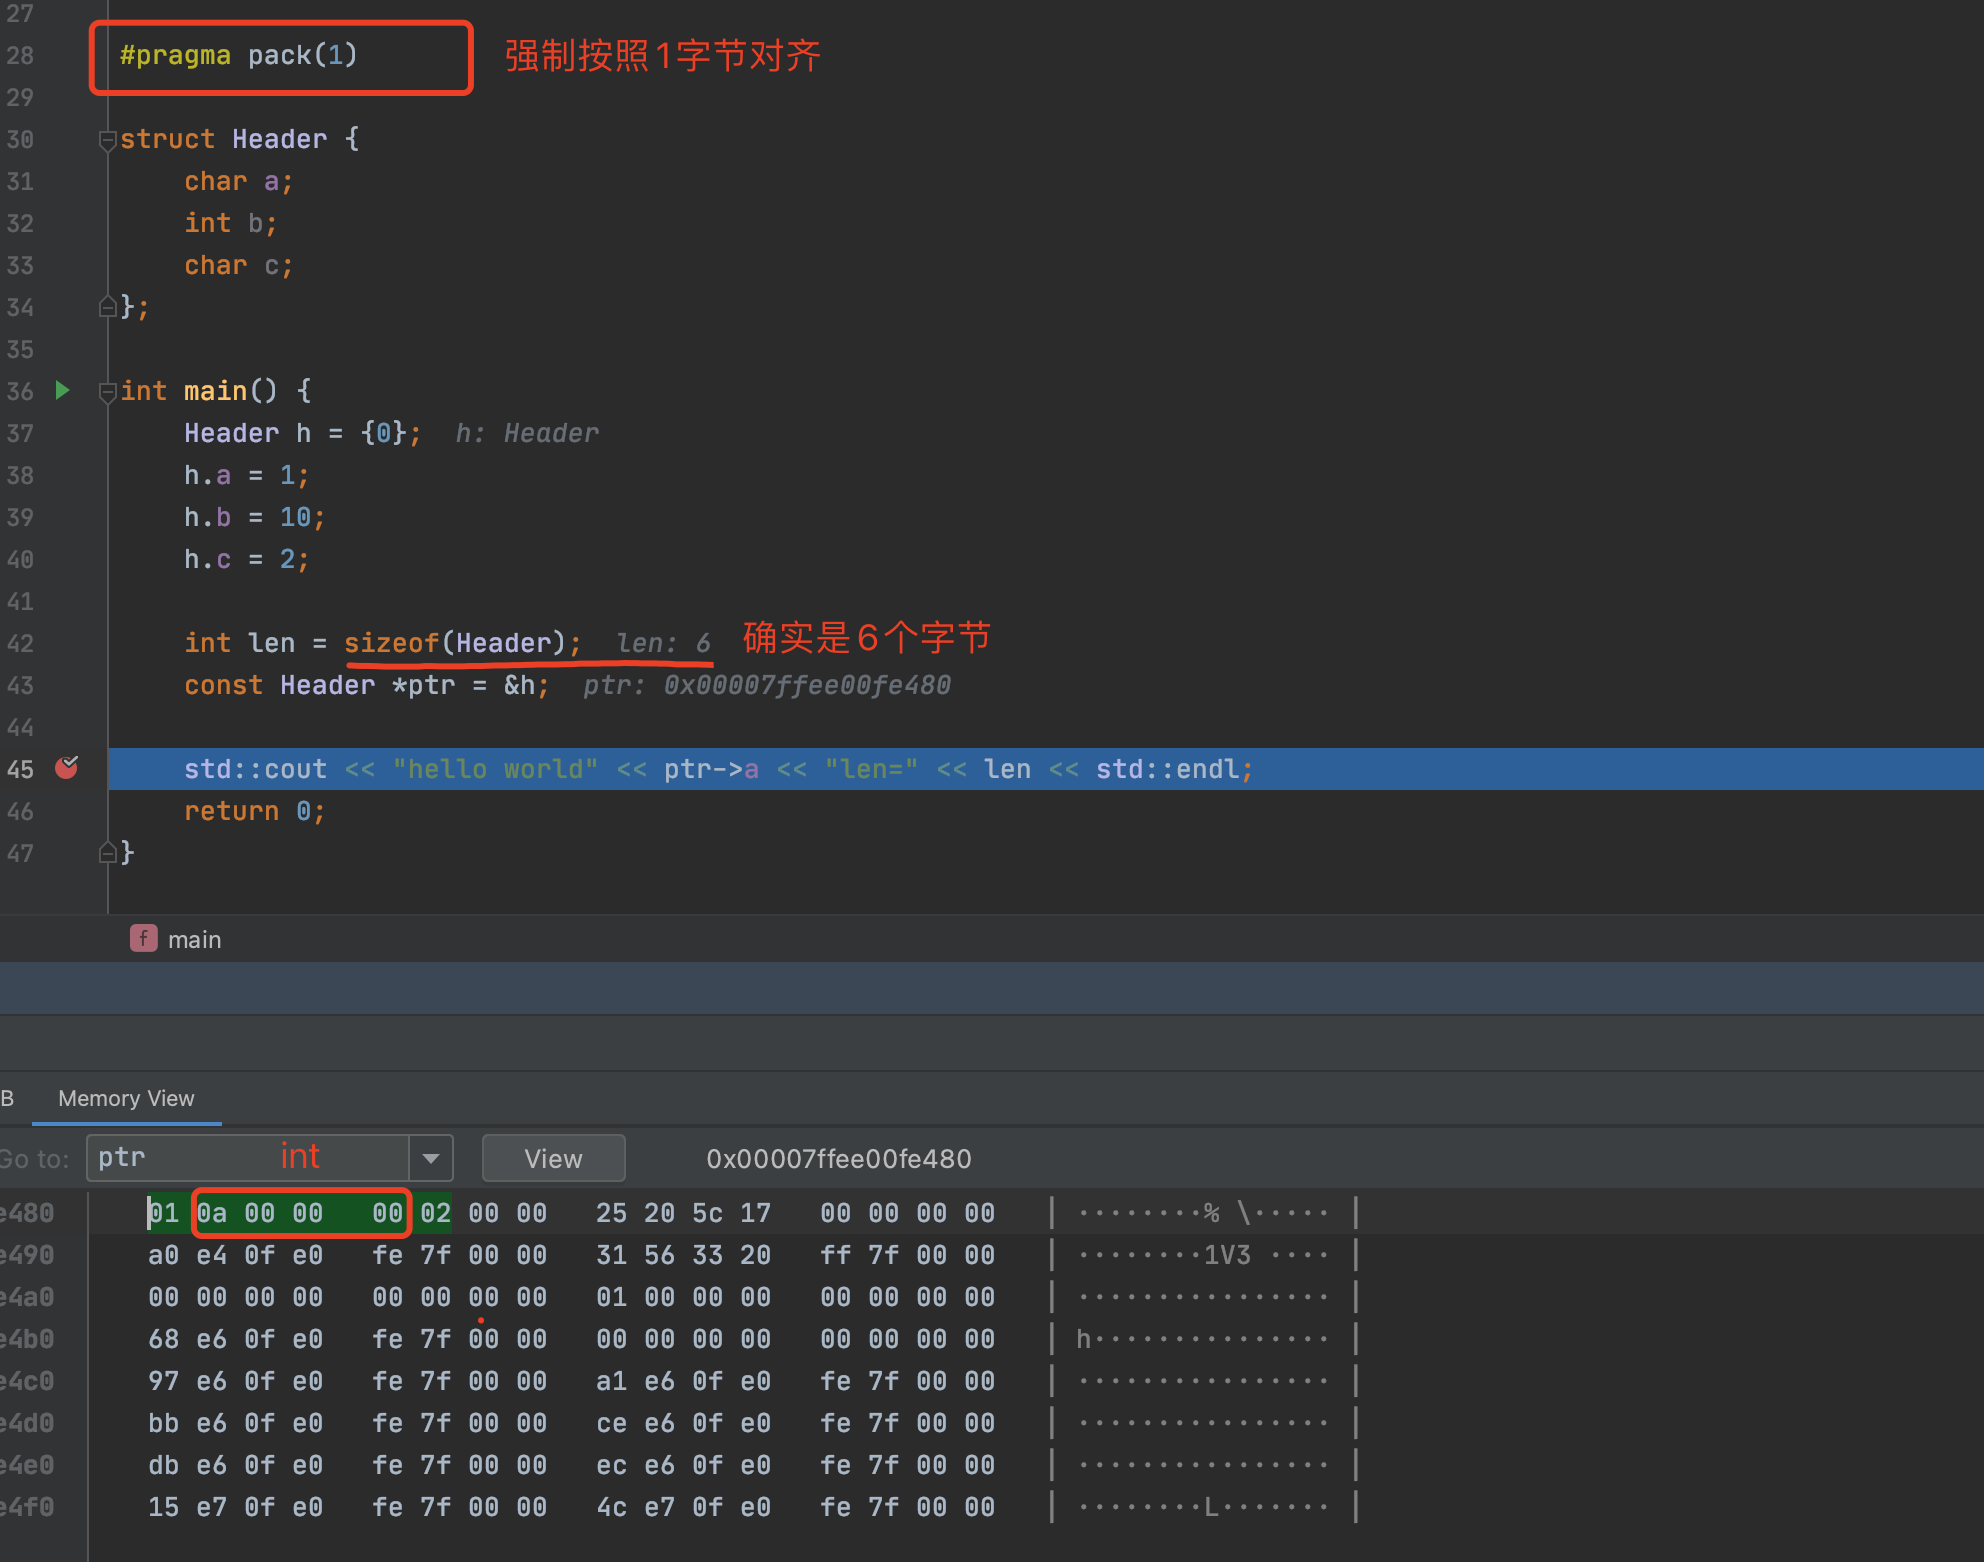 27
28 #pragma pack(1) 强制按照1字节对齐
29
30 struct Header {
31 char a;
32 int b;
33 char c;
34 };
35
36 int main() {
37 Header h = {0}; h: Header
38 h.a = 1;
39 h.b = 10;
40 h.c = 2;
41
42 int len = sizeof(Header); len: 6 确实是6个字节
43 const Header *ptr = &h; ptr: 0x00007ffee00fe480
44
45 std::cout << "hello world" << ptr->a << "len=" << len << std::endl;
46 return 0;
47 }
f main
B Memory View
Go to: ptr int View 0x00007ffee00fe480
e480 01 0a 00 00 00 02 00 00 25 20 5c 17 00 00 00 00 | ········% \····· |
e490 a0 e4 0f e0 fe 7f 00 00 31 56 33 20 ff 7f 00 00 | ········1V3 ···· |
e4a0 00 00 00 00 00 00 00 00 01 00 00 00 00 00 00 00 | ················ |
e4b0 68 e6 0f e0 fe 7f 00 00 00 00 00 00 00 00 00 00 | h··············· |
e4c0 97 e6 0f e0 fe 7f 00 00 a1 e6 0f e0 fe 7f 00 00 | ················ |
e4d0 bb e6 0f e0 fe 7f 00 00 ce e6 0f e0 fe 7f 00 00 | ················ |
e4e0 db e6 0f e0 fe 7f 00 00 ec e6 0f e0 fe 7f 00 00 | ················ |
e4f0 15 e7 0f e0 fe 7f 00 00 4c e7 0f e0 fe 7f 00 00 | ········L······· |